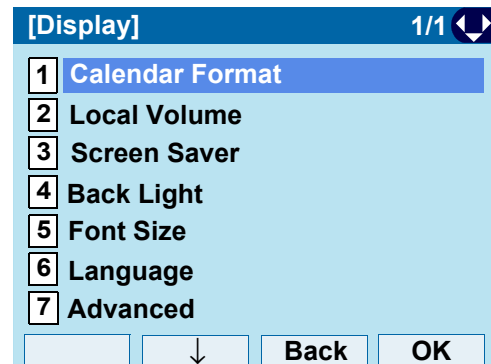 [Display] 1/1
1 Calendar Format
2 Local Volume
3 Screen Saver
4 Back Light
5 Font Size
6 Language
7 Advanced
↓ Back OK